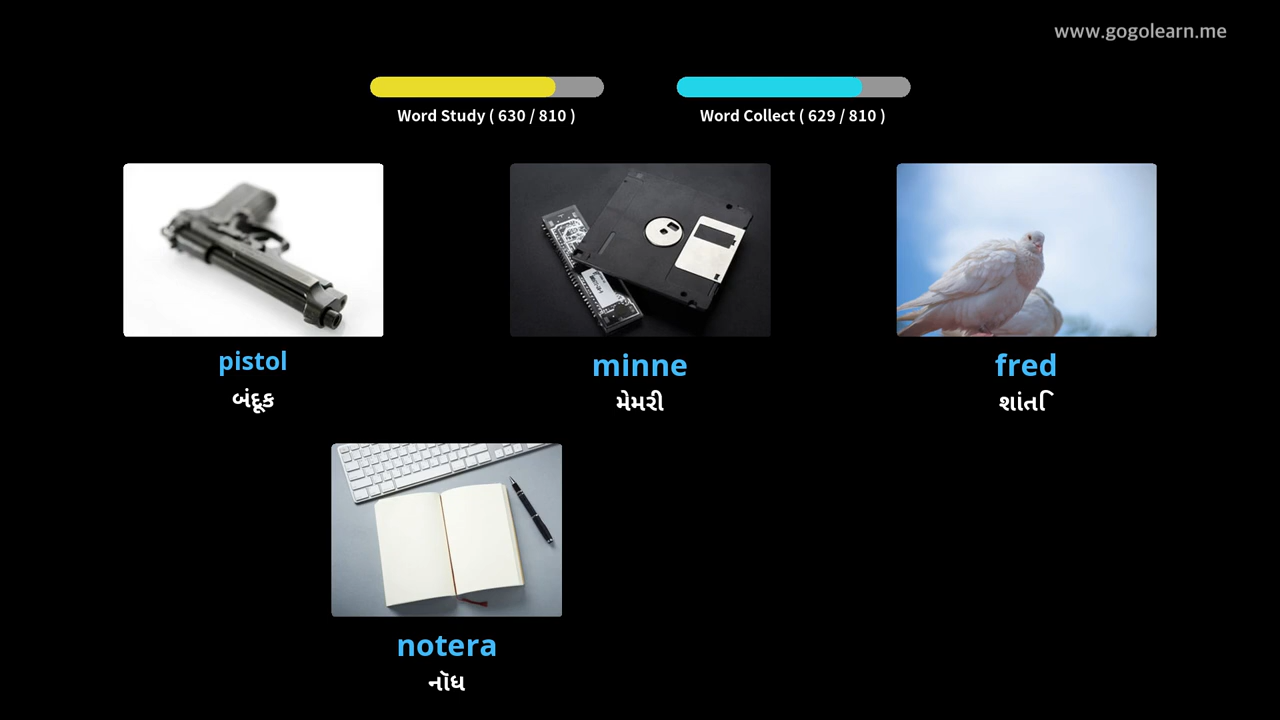 www.gogolearn.me
Word Study ( 630 / 810 )
Word Collect ( 629 / 810 )
pistol
બંદૂક
minne
મેમરી
fred
શાંતિ
notera
નૉધ